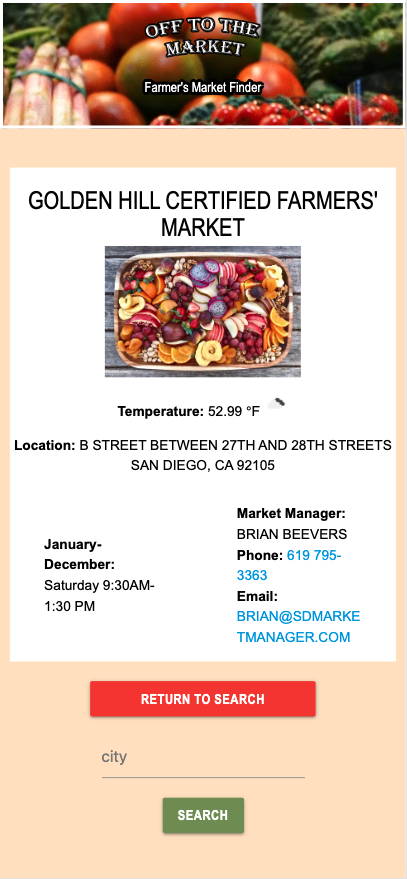 OFF TO THE
MARKET
Farmer's Market Finder
GOLDEN HILL CERTIFIED FARMERS'
MARKET
Temperature: 52.99 °F
Location: B STREET BETWEEN 27TH AND 28TH STREETS
SAN DIEGO, CA 92105
January-
December:
Saturday 9:30AM-
1:30 PM
Market Manager:
BRIAN BEEVERS
Phone: 619 795-
3363
Email:
BRIAN@SDMARKE
TMANAGER.COM
RETURN TO SEARCH
city
SEARCH